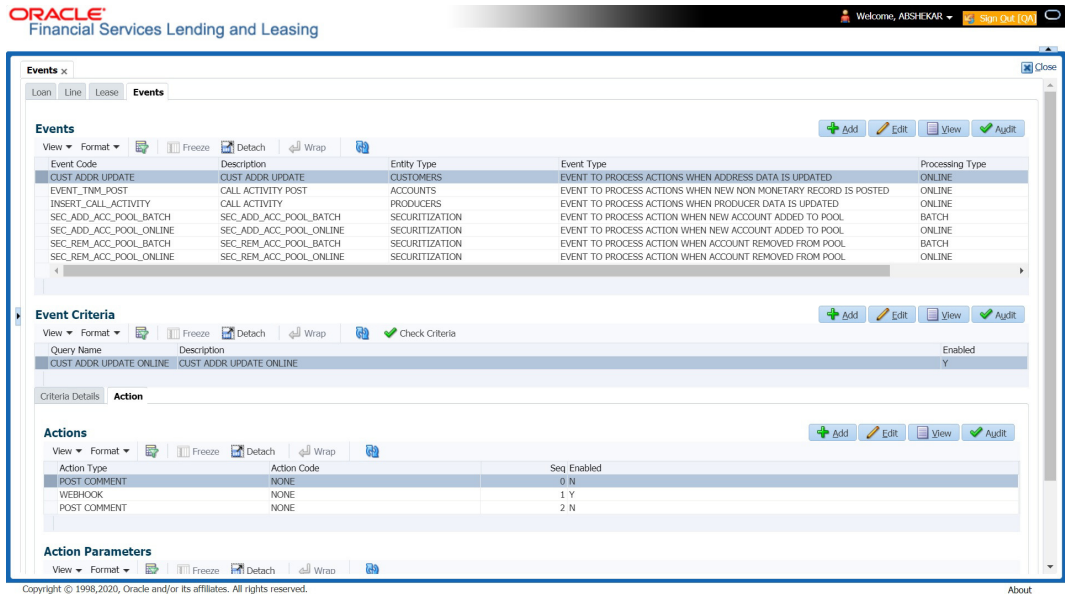 ORACLE
Financial Services Lending and Leasing
Welcome, ABSHEKAR
Sign Out [QA]
Close
Events ×
Loan Line Lease Events
Events
Add Edit View Audit
View Format Freeze Detach Wrap
Event Code Description Entity Type Event Type Processing Type
CUST ADDR UPDATE CUST ADDR UPDATE CUSTOMERS EVENT TO PROCESS ACTIONS WHEN ADDRESS DATA IS UPDATED ONLINE
EVENT_TNM_POST CALL ACTIVITY POST ACCOUNTS EVENT TO PROCESS ACTIONS WHEN NEW NON MONETARY RECORD IS POSTED ONLINE
INSERT_CALL_ACTIVITY CALL ACTIVITY PRODUCERS EVENT TO PROCESS ACTIONS WHEN PRODUCER DATA IS UPDATED ONLINE
SEC_ADD_ACC_POOL_BATCH SEC_ADD_ACC_POOL_BATCH SECURITIZATION EVENT TO PROCESS ACTION WHEN NEW ACCOUNT ADDED TO POOL BATCH
SEC_ADD_ACC_POOL_ONLINE SEC_ADD_ACC_POOL_ONLINE SECURITIZATION EVENT TO PROCESS ACTION WHEN NEW ACCOUNT ADDED TO POOL ONLINE
SEC_REM_ACC_POOL_BATCH SEC_REM_ACC_POOL_BATCH SECURITIZATION EVENT TO PROCESS ACTION WHEN ACCOUNT REMOVED FROM POOL BATCH
SEC_REM_ACC_POOL_ONLINE SEC_REM_ACC_POOL_ONLINE SECURITIZATION EVENT TO PROCESS ACTION WHEN ACCOUNT REMOVED FROM POOL ONLINE
Event Criteria
Add Edit View Audit
View Format Freeze Detach Wrap Check Criteria
Query Name Description Enabled
CUST ADDR UPDATE ONLINE CUST ADDR UPDATE ONLINE Y
Criteria Details Action
Actions
Add Edit View Audit
View Format Freeze Detach Wrap
Action Type Action Code Seq Enabled
POST COMMENT NONE 0 N
WEBHOOK NONE 1 Y
POST COMMENT NONE 2 N
Action Parameters
View Format Freeze Detach Wrap
Copyright © 1998,2020, Oracle and/or its affiliates. All rights reserved.
About